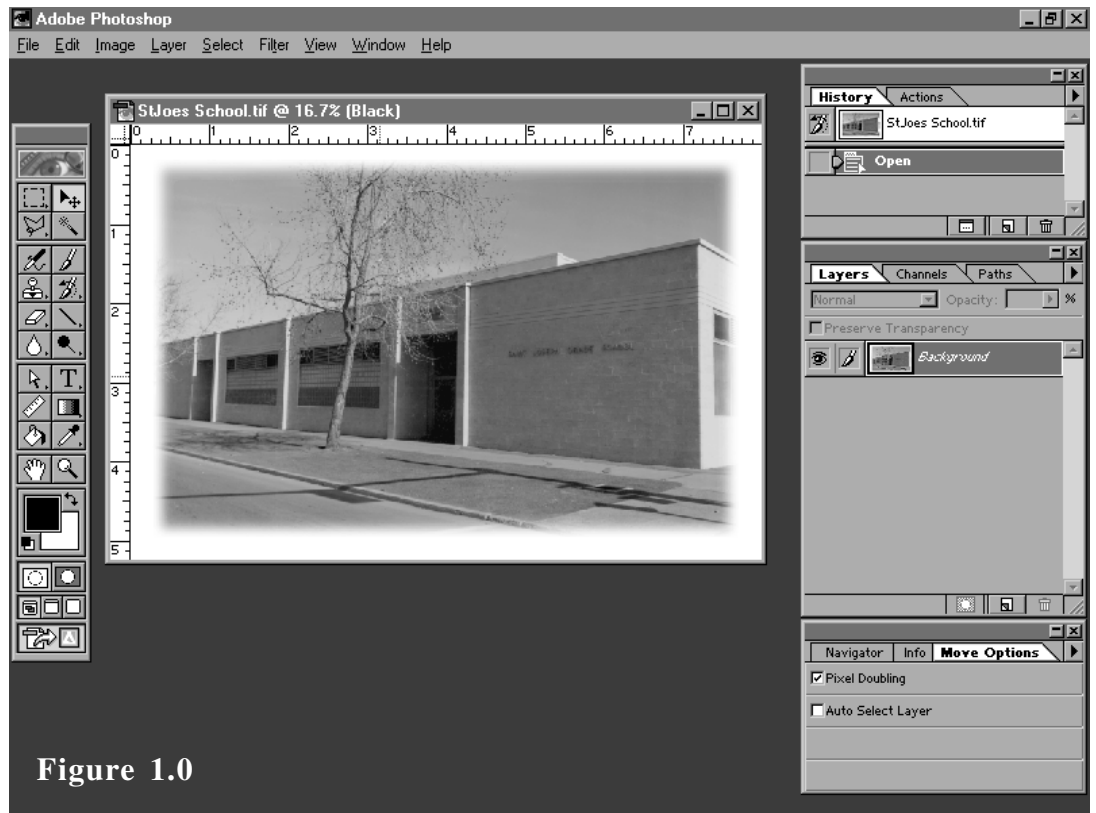 Adobe Photoshop
File Edit Image Layer Select Filter View Window Help
StJoes School.tif @ 16.7% (Black)
0 1 2 3 4 5 6 7
0
1
2
3
4
5
T
History Actions
StJoes School.tif
Open
Layers Channels Paths
Normal Opacity: %
Preserve Transparency
Background
Navigator Info Move Options
Pixel Doubling
Auto Select Layer
Figure 1.0